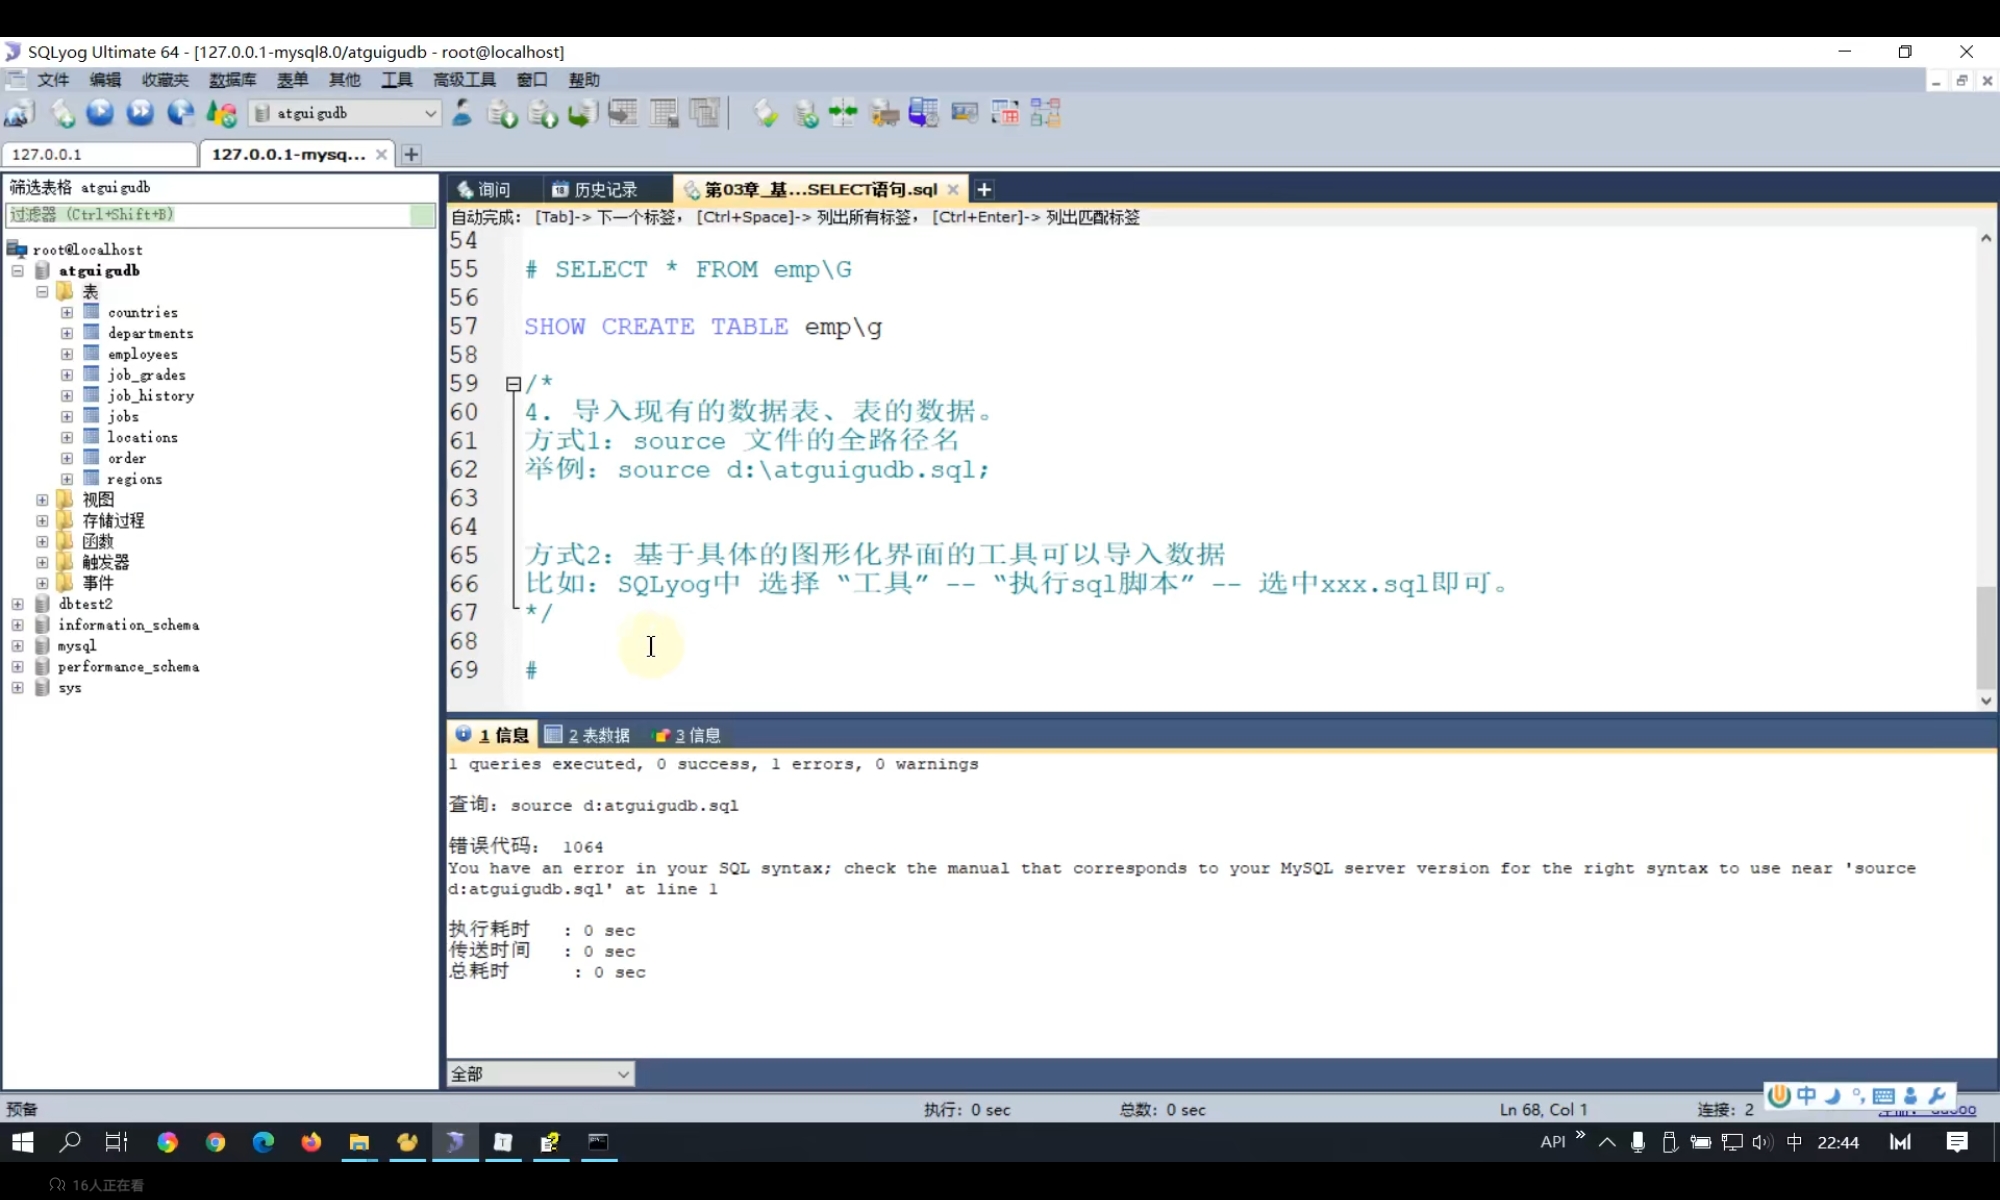 SQLyog Ultimate 64 - [127.0.0.1-mysql8.0/atguigudb - root@localhost]
文件 编辑 收藏夹 数据库 表单 其他 工具 高级工具 窗口 帮助
atguigudb
127.0.0.1
127.0.0.1-mysq...
筛选表格 atguigudb
过滤器 (Ctrl+Shift+B)
root@localhost
atguigudb
表
countries
departments
employees
job_grades
job_history
jobs
locations
order
regions
视图
存储过程
函数
触发器
事件
dbtest2
information_schema
mysql
performance_schema
sys
询问 历史记录 第03章_基...SELECT语句.sql
自动完成: [Tab]-> 下一个标签, [Ctrl+Space]-> 列出所有标签, [Ctrl+Enter]-> 列出匹配标签
54
55 # SELECT * FROM emp\G
56
57 SHOW CREATE TABLE emp\g
58
59 /*
60 4. 导入现有的数据表、表的数据。
61 方式1: source 文件的全路径名
62 举例: source d:\atguigudb.sql;
63
64
65 方式2: 基于具体的图形化界面的工具可以导入数据
66 比如: SQLyog中 选择 “工具” -- “执行sql脚本” -- 选中xxx.sql即可。
67 */
68
69 #
1 信息 2 表数据 3 信息
1 queries executed, 0 success, 1 errors, 0 warnings
查询: source d:atguigudb.sql
错误代码: 1064
You have an error in your SQL syntax; check the manual that corresponds to your MySQL server version for the right syntax to use near 'source
d:atguigudb.sql' at line 1
执行耗时 : 0 sec
传送时间 : 0 sec
总耗时 : 0 sec
全部
预备 执行: 0 sec 总数: 0 sec Ln 68, Col 1 连接: 2
中
API 中 22:44
16人正在看